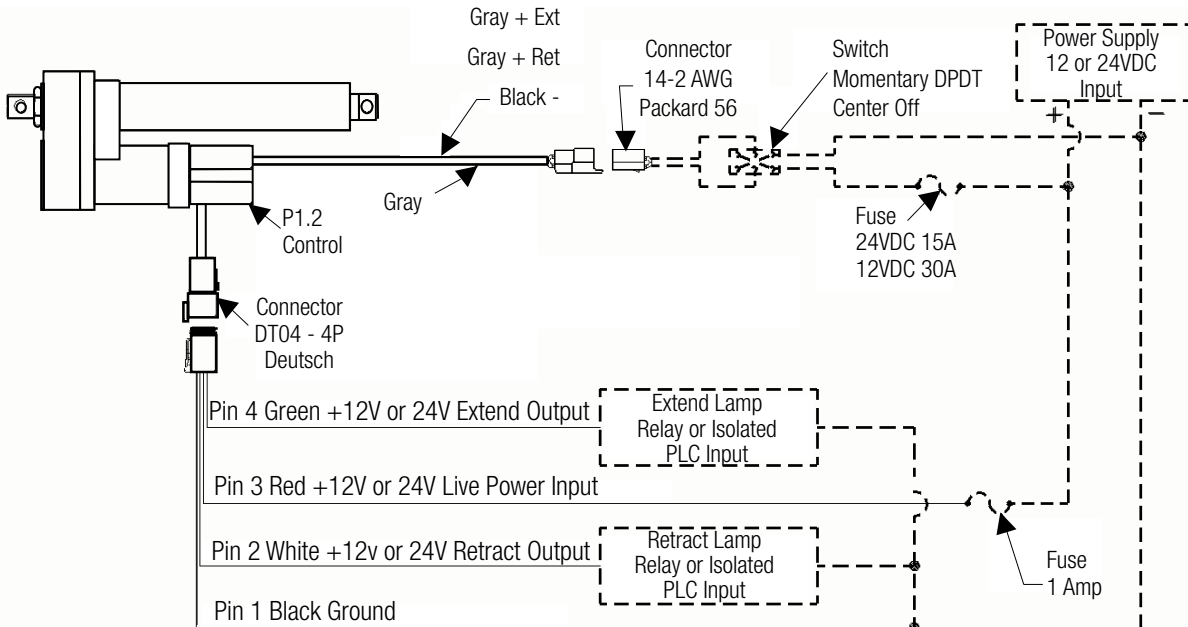 Gray + Ext
Gray + Ret
Black -
Gray
Connector
14-2 AWG
Packard 56
Switch
Momentary DPDT
Center Off
Power Supply
12 or 24VDC
Input
+
−
Fuse
24VDC 15A
12VDC 30A
P1.2
Control
Connector
DT04 - 4P
Deutsch
Pin 4 Green +12V or 24V Extend Output
Extend Lamp
Relay or Isolated
PLC Input
Pin 3 Red +12V or 24V Live Power Input
Pin 2 White +12v or 24V Retract Output
Retract Lamp
Relay or Isolated
PLC Input
Fuse
1 Amp
Pin 1 Black Ground